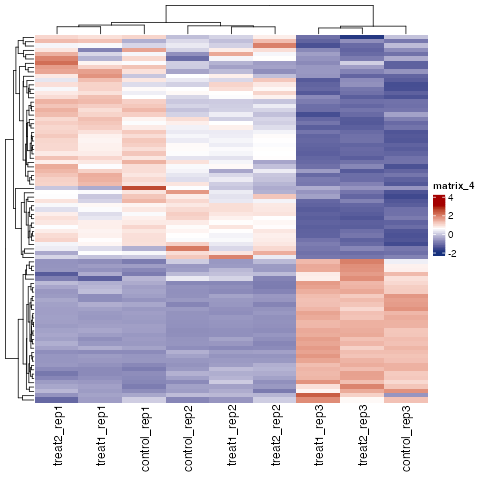 matrix_4
4
2
0
-2
treat2_rep1
treat1_rep1
control_rep1
control_rep2
treat1_rep2
treat2_rep2
treat1_rep3
treat2_rep3
control_rep3